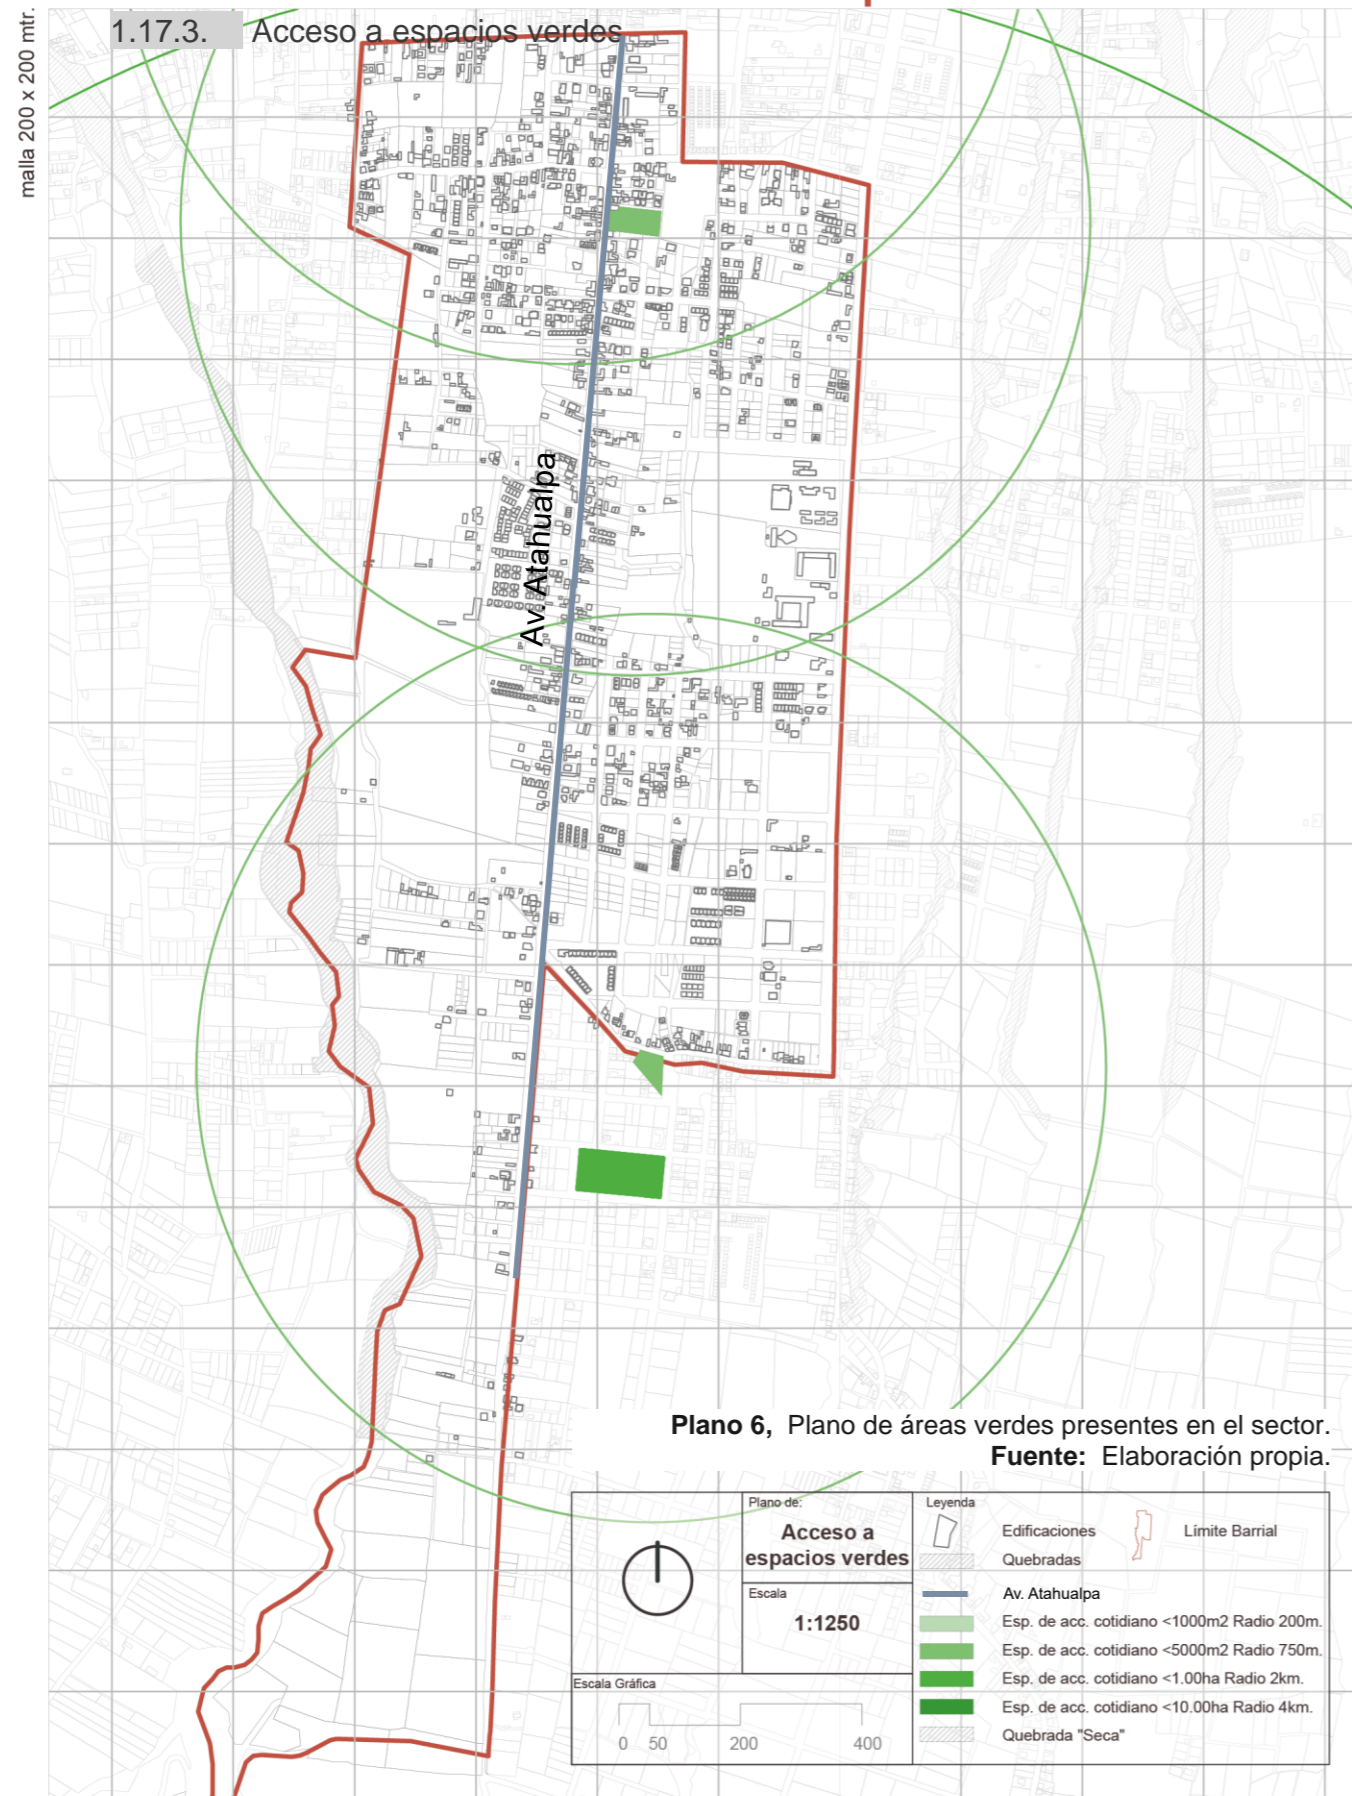 malla 200 x 200 mtr.
1.17.3. Acceso a espacios verdes
Av. Atahualpa
Plano 6, Plano de áreas verdes presentes en el sector.
Fuente: Elaboración propia.
Plano de:
Acceso a
espacios verdes
Escala
1:1250
Escala Gráfica
0 50 200 400
Leyenda
Edificaciones
Limite Barrial
Quebradas
Av. Atahualpa
Esp. de acc. cotidiano <1000m2 Radio 200m.
Esp. de acc. cotidiano <5000m2 Radio 750m.
Esp. de acc. cotidiano <1.00ha Radio 2km.
Esp. de acc. cotidiano <10.00ha Radio 4km.
Quebrada "Seca"